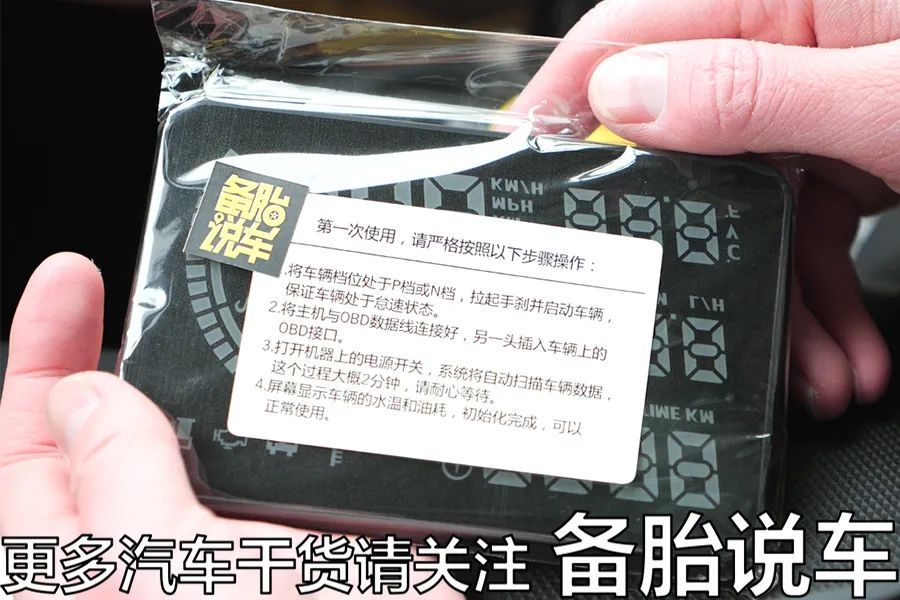 备胎
说车
KM/H
MPH
F
V
C
第一次使用，请严格按照以下步骤操作：
1.将车辆档位处于P档或N档，拉起手刹并启动车辆，
保证车辆处于怠速状态。
2.将主机与OBD数据线连接好，另一头插入车辆上的
OBD接口。
3.打开机器上的电源开关，系统将自动扫描车辆数据，
这个过程大概2分钟，请耐心等待。
4.屏幕显示车辆的水温和油耗，初始化完成，可以
正常使用。
L/H
KM
更多汽车干货请关注 备胎说车